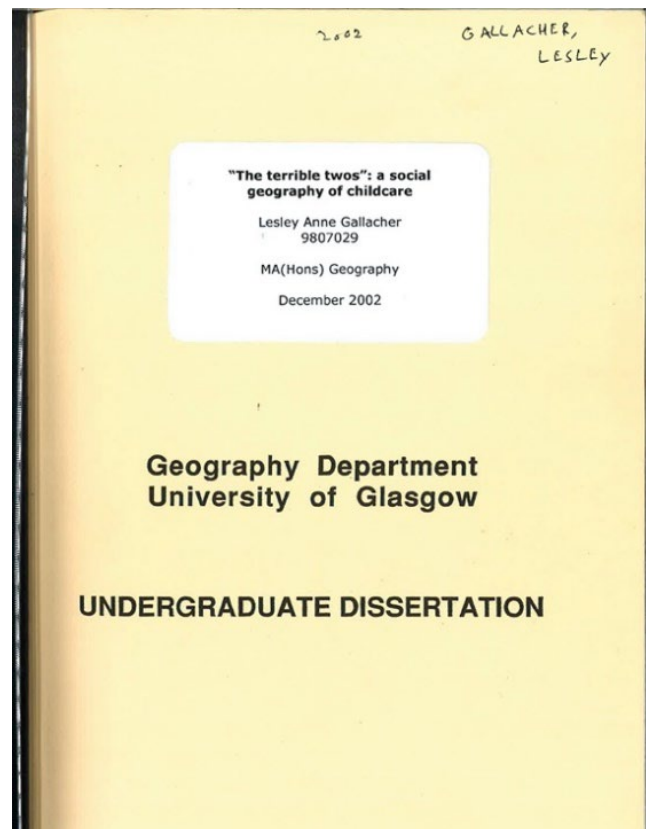 2002 GALLACHER,
LESLEY
"The terrible twos": a social
geography of childcare
Lesley Anne Gallacher
9807029
MA(Hons) Geography
December 2002
Geography Department
University of Glasgow
UNDERGRADUATE DISSERTATION